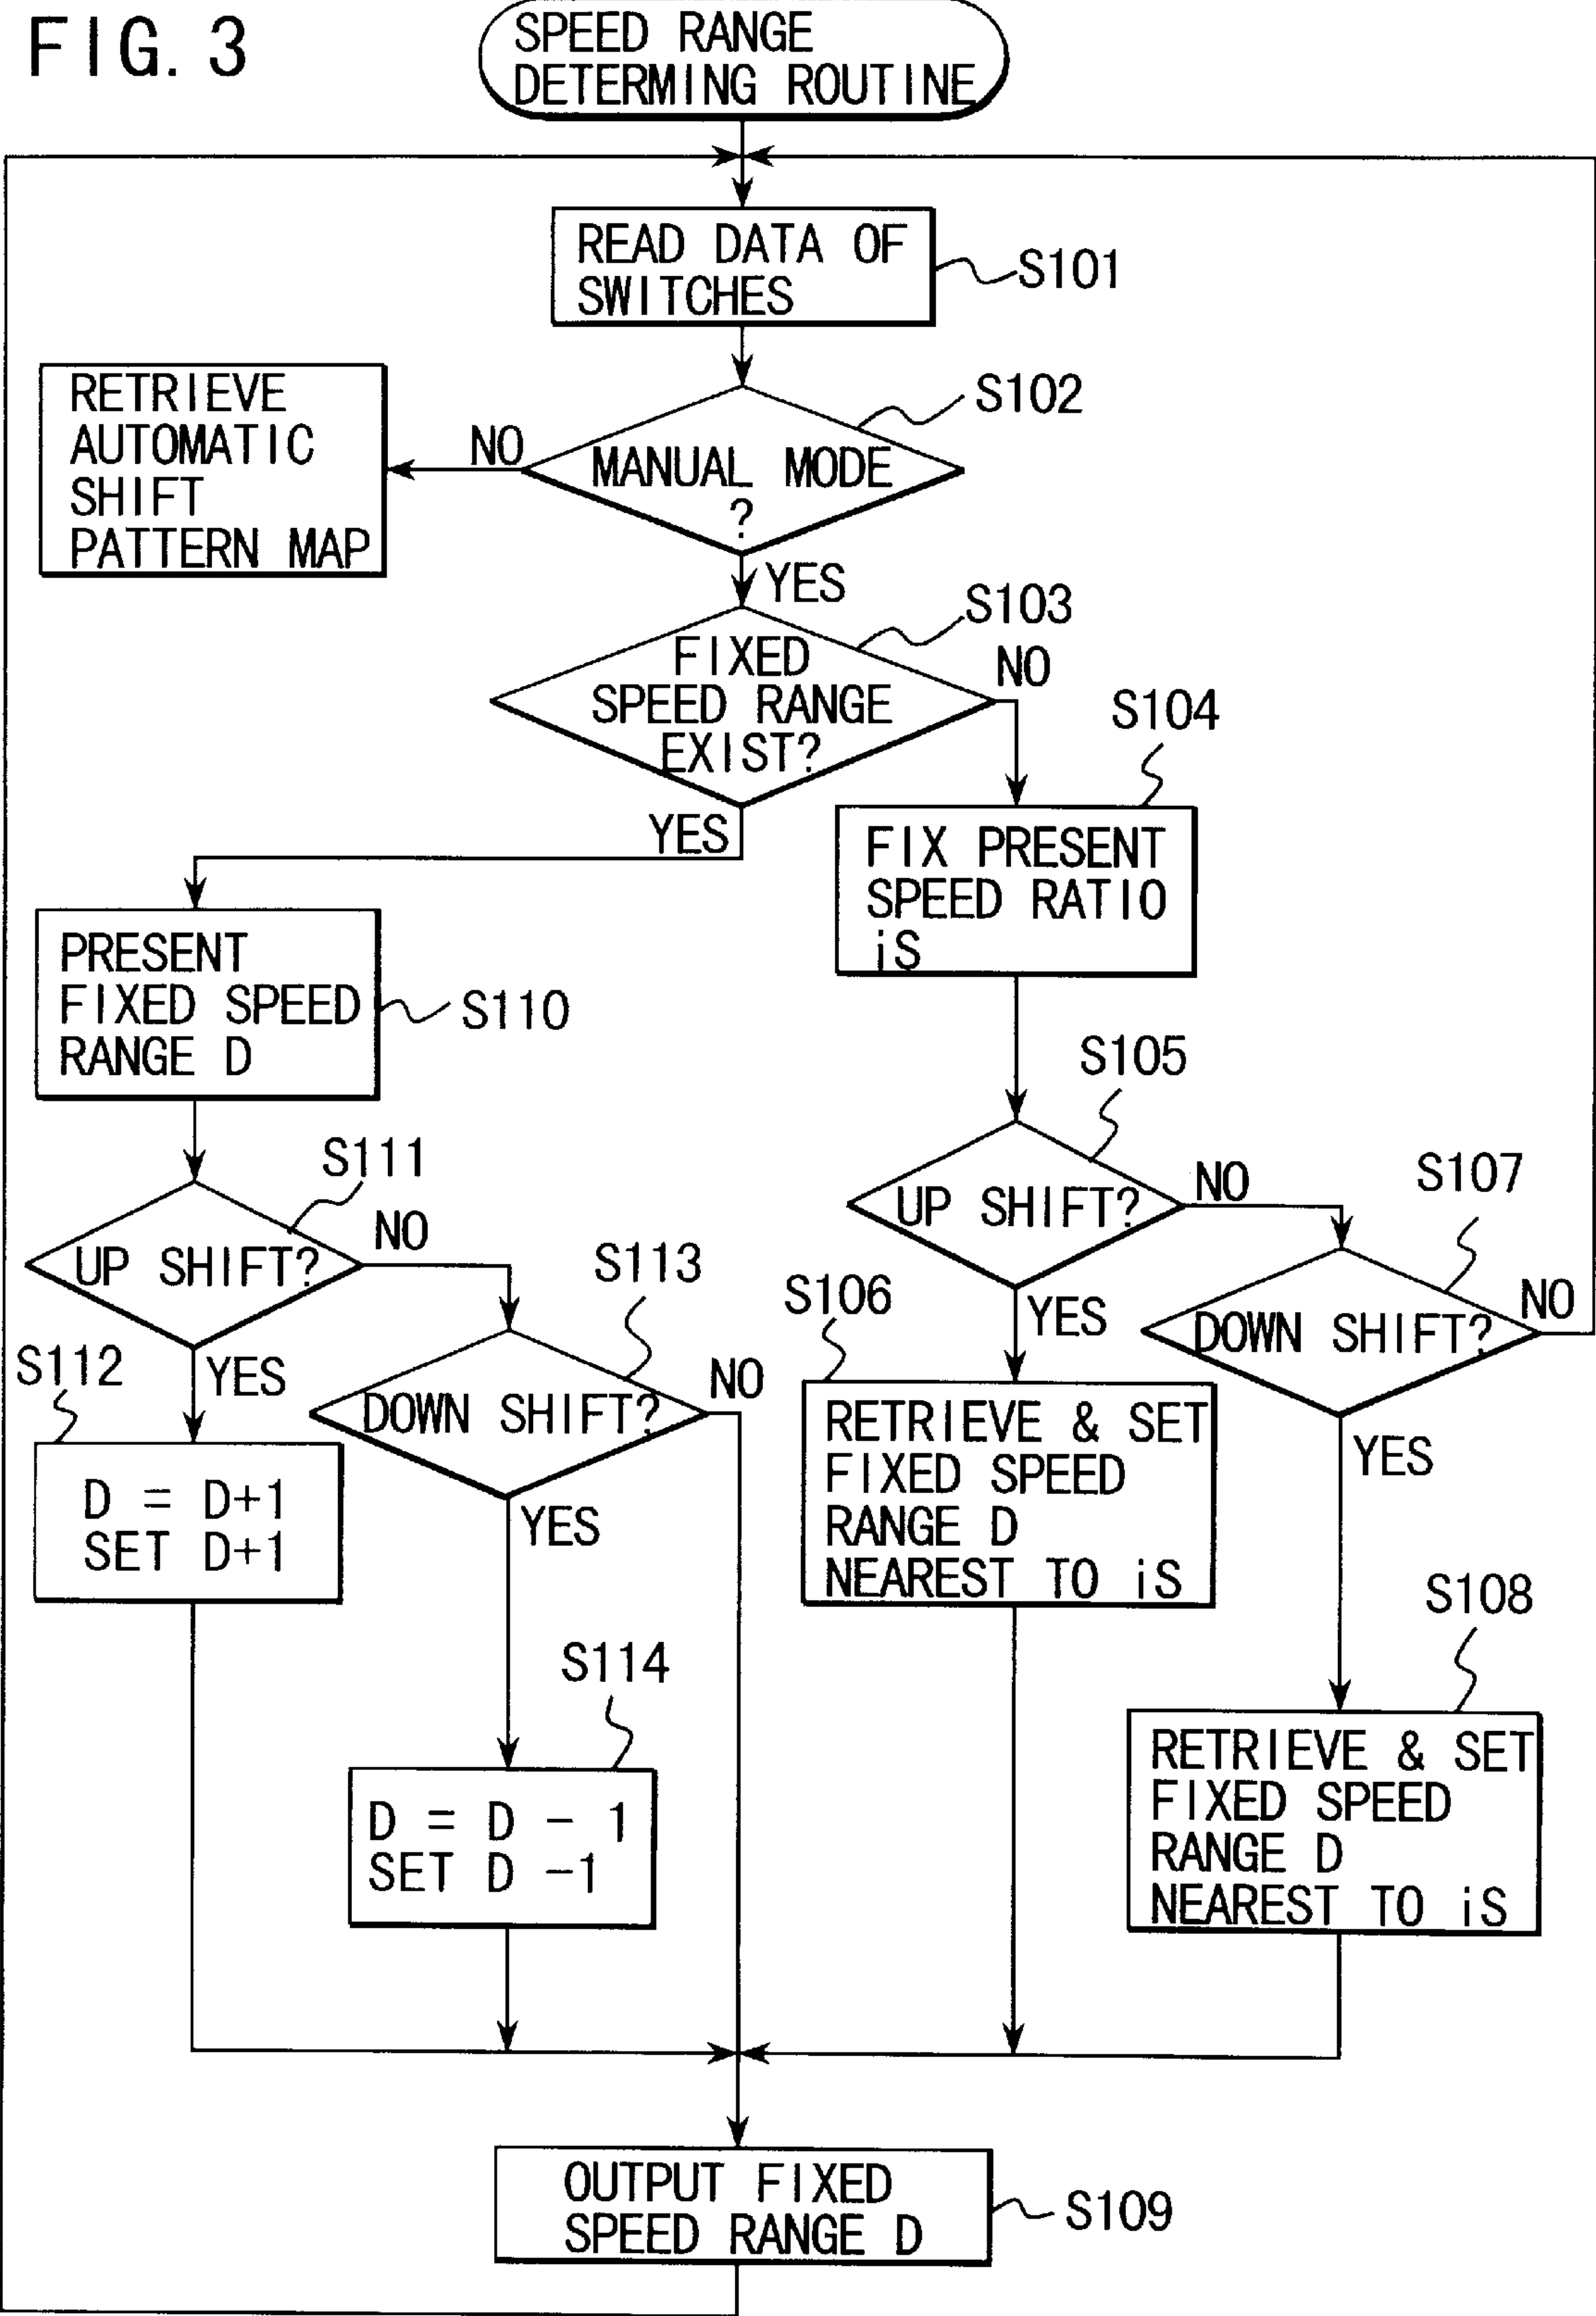 FIG. 3
SPEED RANGE
DETERMING ROUTINE
READ DATA OF
SWITCHES
S101
RETRIEVE
AUTOMATIC
SHIFT
PATTERN MAP
NO
MANUAL MODE
?
S102
YES
FIXED
SPEED RANGE
EXIST?
S103
NO
YES
S104
FIX PRESENT
SPEED RATIO
iS
PRESENT
FIXED SPEED
RANGE D
S110
S105
UP SHIFT?
NO
S107
S111
UP SHIFT?
NO
S113
DOWN SHIFT?
NO
YES
S106
DOWN SHIFT?
NO
YES
S112
YES
D = D+1
SET D+1
YES
RETRIEVE & SET
FIXED SPEED
RANGE D
NEAREST TO iS
S114
D = D - 1
SET D -1
S108
RETRIEVE & SET
FIXED SPEED
RANGE D
NEAREST TO iS
OUTPUT FIXED
SPEED RANGE D
S109